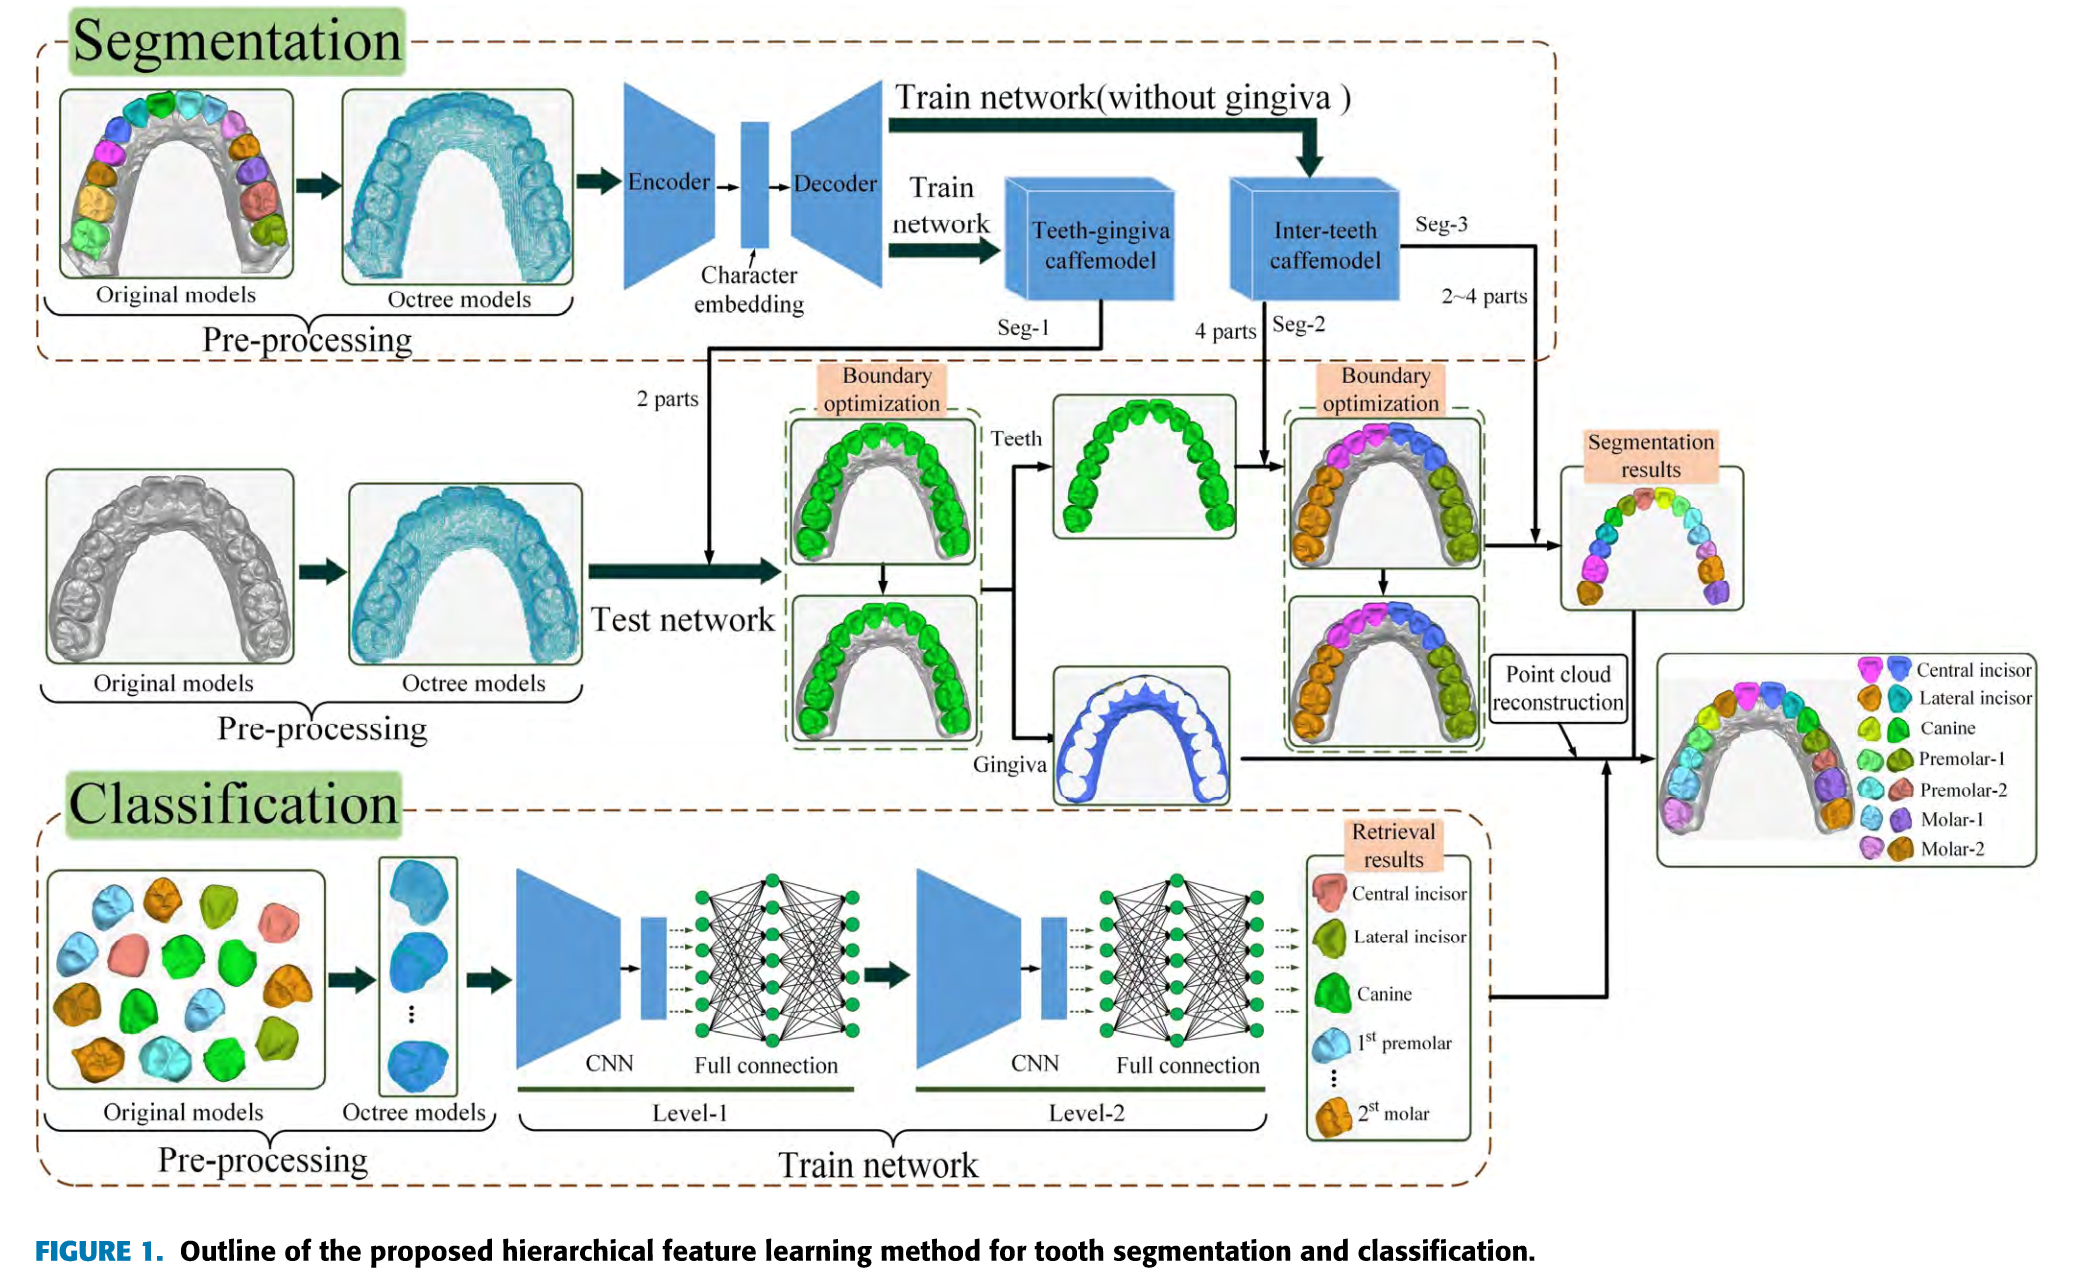 Segmentation
Train network(without gingiva )
Encoder
Decoder
Character
embedding
Train
network
Teeth-gingiva
caffemodel
Inter-teeth
caffemodel
Seg-3
2~4 parts
Original models
Octree models
Pre-processing
Seg-1
4 parts
Seg-2
2 parts
Boundary
optimization
Teeth
Boundary
optimization
Segmentation
results
Test network
Original models
Octree models
Pre-processing
Gingiva
Point cloud
reconstruction
Central incisor
Lateral incisor
Canine
Premolar-1
Premolar-2
Molar-1
Molar-2
Classification
Retrieval
results
Central incisor
Lateral incisor
Canine
1st premolar
2st molar
CNN
Full connection
CNN
Full connection
Original models
Octree models
Level-1
Level-2
Pre-processing
Train network
FIGURE 1. Outline of the proposed hierarchical feature learning method for tooth segmentation and classification.